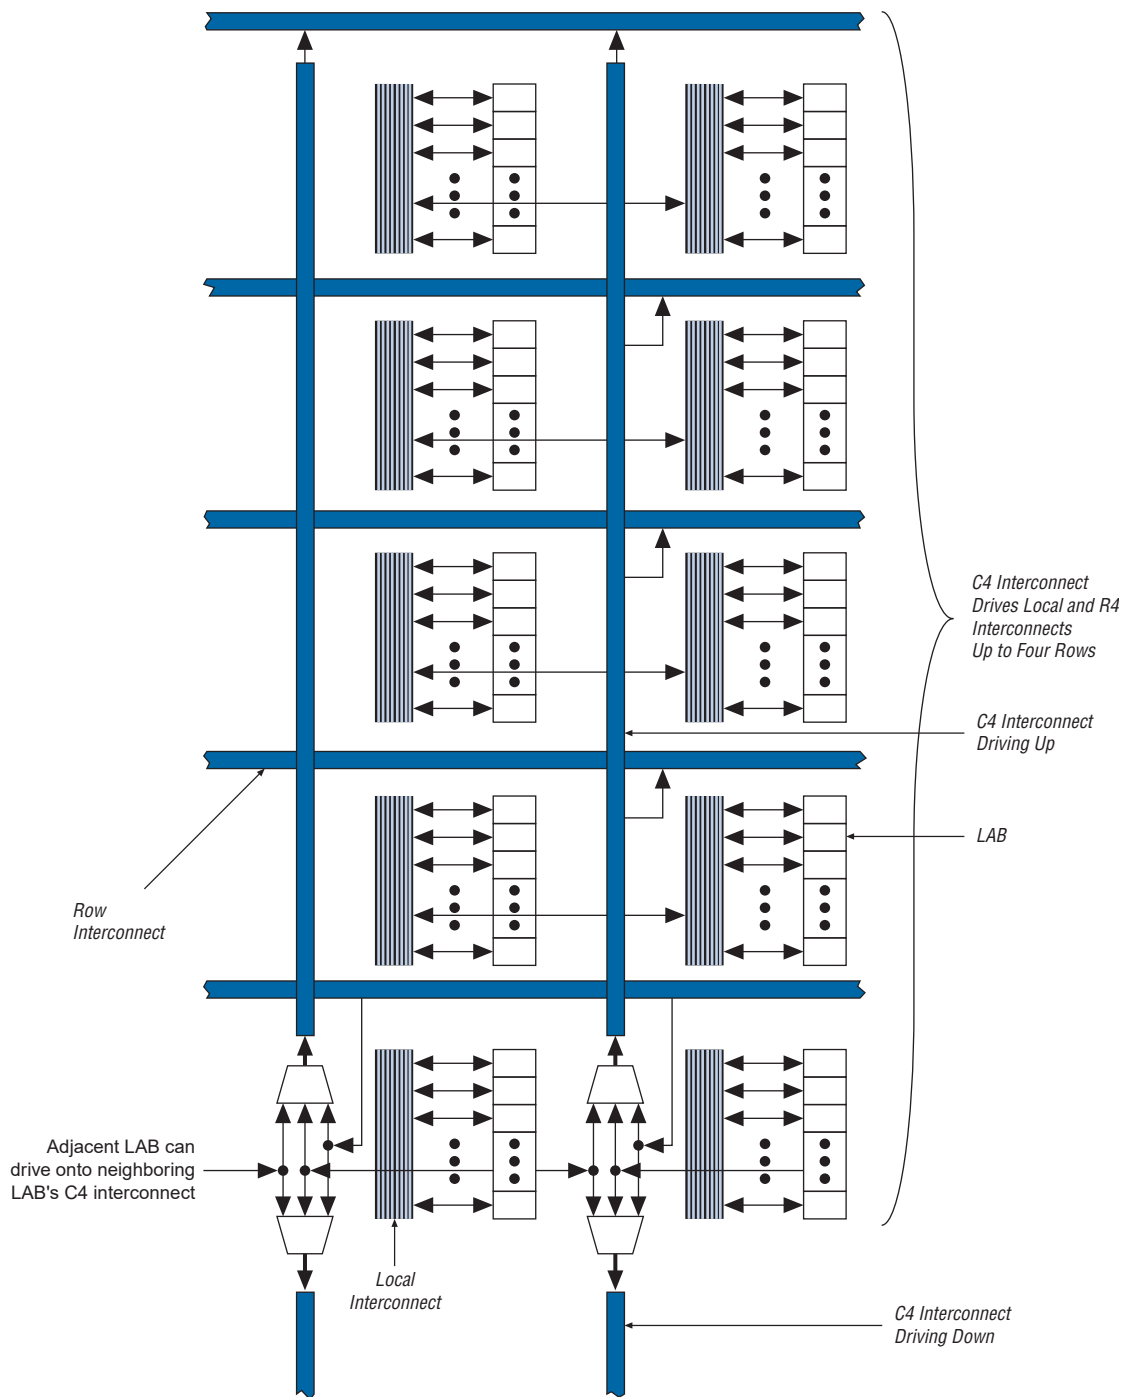 C4 Interconnect
Drives Local and R4
Interconnects
Up to Four Rows
C4 Interconnect
Driving Up
LAB
Row
Interconnect
Adjacent LAB can
drive onto neighboring
LAB's C4 interconnect
Local
Interconnect
C4 Interconnect
Driving Down